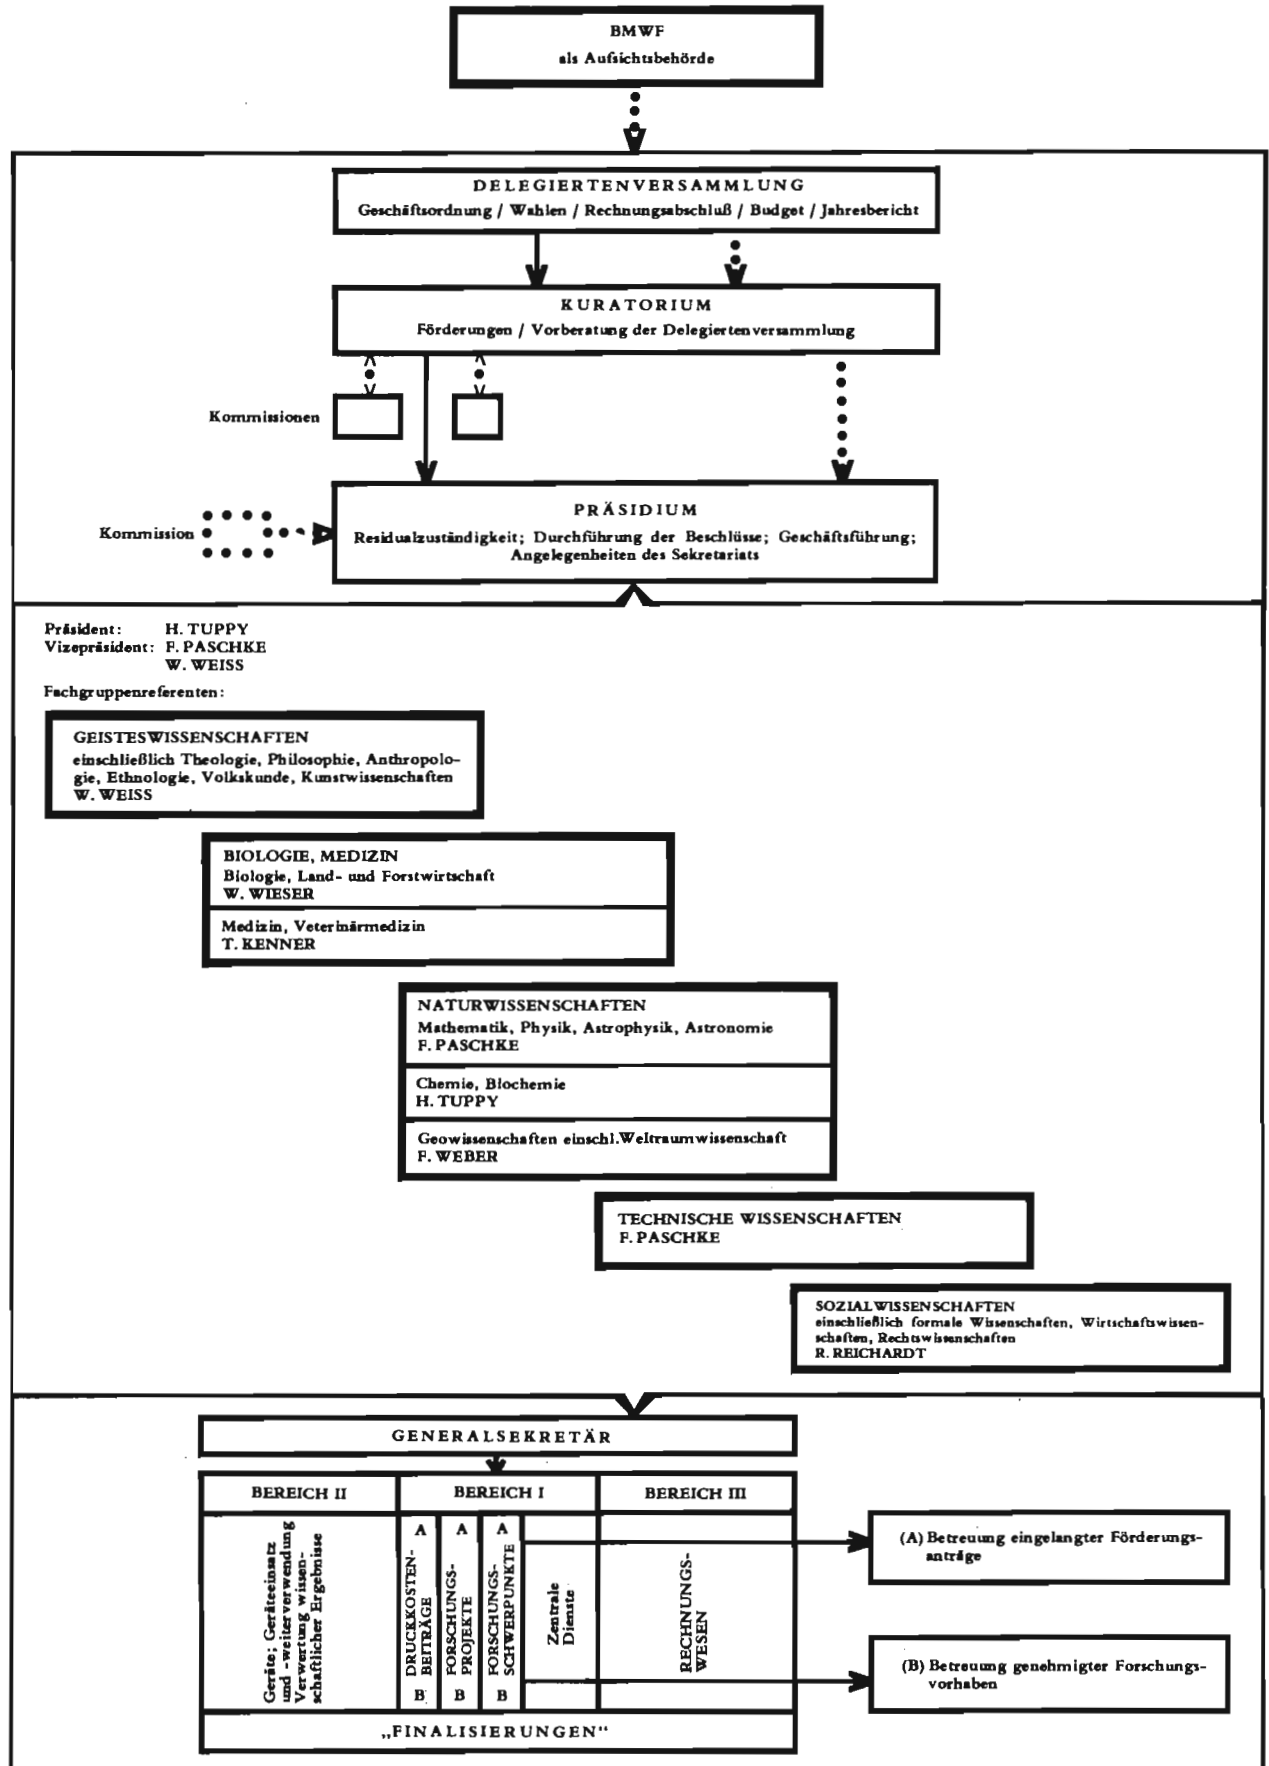 BMWF
als Aufsichtsbehörde
DELEGIERTENVERSAMMLUNG
Geschäftsordnung / Wahlen / Rechnungsabschluß / Budget / Jahresbericht
KURATORIUM
Förderungen / Vorberatung der Delegiertenversammlung
Kommissionen
PRÄSIDIUM
Residualzuständigkeit; Durchführung der Beschlüsse; Geschäftsführung;
Angelegenheiten des Sekretariats
Kommission
Präsident: H. TUPPY
Vizepräsident: F. PASCHKE
W. WEISS
Fachgruppenreferenten:
GEISTESWISSENSCHAFTEN
einschließlich Theologie, Philosophie, Anthropolo-
gie, Ethnologie, Volkskunde, Kunstwissenschaften
W. WEISS
BIOLOGIE, MEDIZIN
Biologie, Land- und Forstwirtschaft
W. WIESER
Medizin, Veterinärmedizin
T. KENNER
NATURWISSENSCHAFTEN
Mathematik, Physik, Astrophysik, Astronomie
F. PASCHKE
Chemie, Biochemie
H. TUPPY
Geowissenschaften einschl. Weltraumwissenschaft
F. WEBER
TECHNISCHE WISSENSCHAFTEN
F. PASCHKE
SOZIALWISSENSCHAFTEN
einschließlich formale Wissenschaften, Wirtschaftswissen-
schaften, Rechtswissenschaften
R. REICHARDT
GENERALSEKRETÄR
BEREICH II
BEREICH I
BEREICH III
Geräte; Geräteeinsatz
und -weiterverwendung
Verwertung wissen-
schaftlicher Ergebnisse
A
DRUCKKOSTEN-
BEITRÄGE
B
A
FORSCHUNGS-
PROJEKTE
B
A
FORSCHUNGS-
SCHWERPUNKTE
B
Zentrale
Dienste
RECHNUNGS-
WESEN
(A) Betreuung eingelangter Förderungs-
anträge
(B) Betreuung genehmigter Forschungs-
vorhaben
„FINALISIERUNGEN“